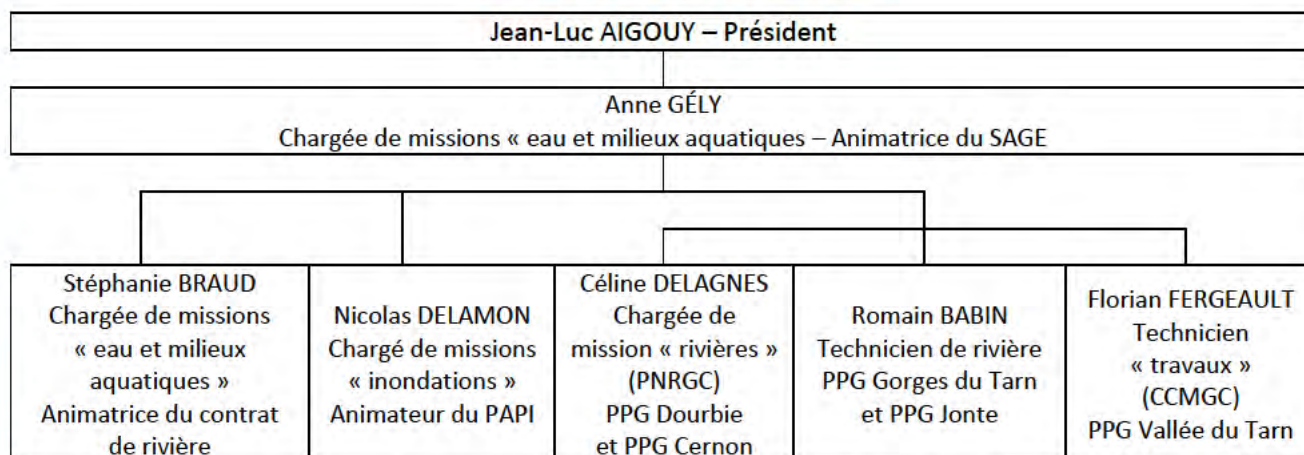 Jean-Luc AIGOUY – Président
Anne GÉLY
Chargée de missions « eau et milieux aquatiques – Animatrice du SAGE
Stéphanie BRAUD
Chargée de missions
« eau et milieux
aquatiques »
Animatrice du contrat
de rivière
Nicolas DELAMON
Chargé de missions
« inondations »
Animateur du PAPI
Céline DELAGNES
Chargée de
mission « rivières »
(PNRGC)
PPG Dourbie
et PPG Cernon
Romain BABIN
Technicien de rivière
PPG Gorges du Tarn
et PPG Jonte
Florian FERGEAULT
Technicien
« travaux »
(CCMGC)
PPG Vallée du Tarn